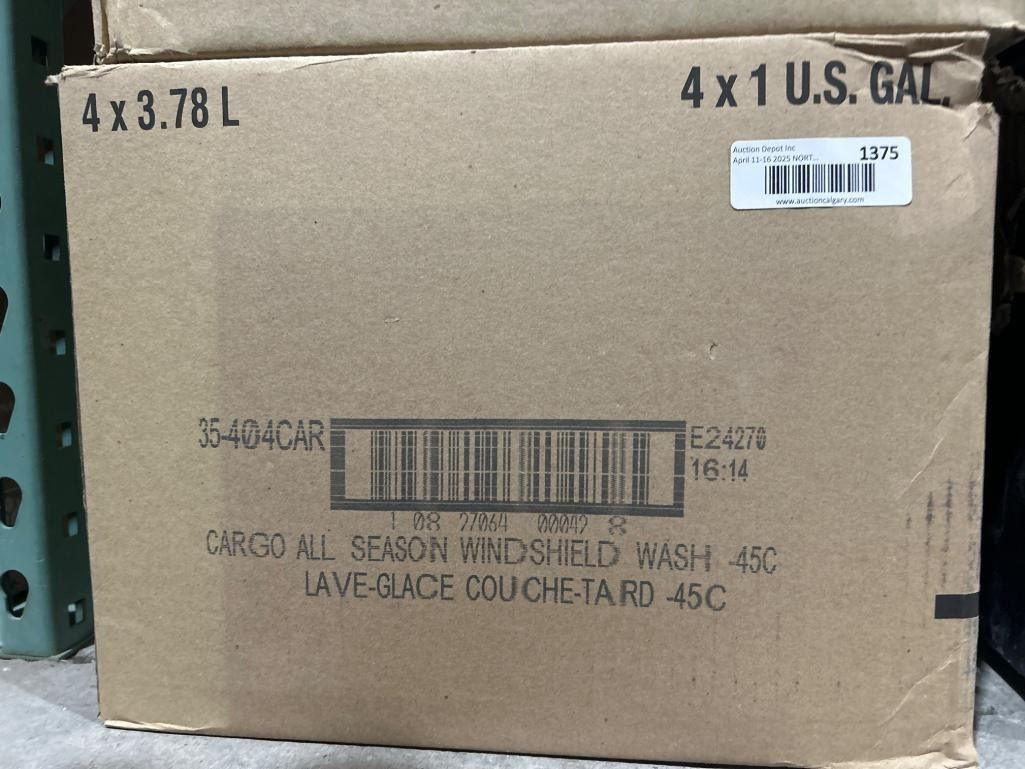 4 x 3.78 L
4 x 1 U.S. GAL.
Auction Depot Inc
April 11-16 2025 NORT...
1375
www.auctioncalgary.com
35-404CAR
E24270
16:14
1 08 27064 00042 8
CARGO ALL SEASON WINDSHIELD WASH -45C
LAVE-GLACE COUCHE-TARD -45C